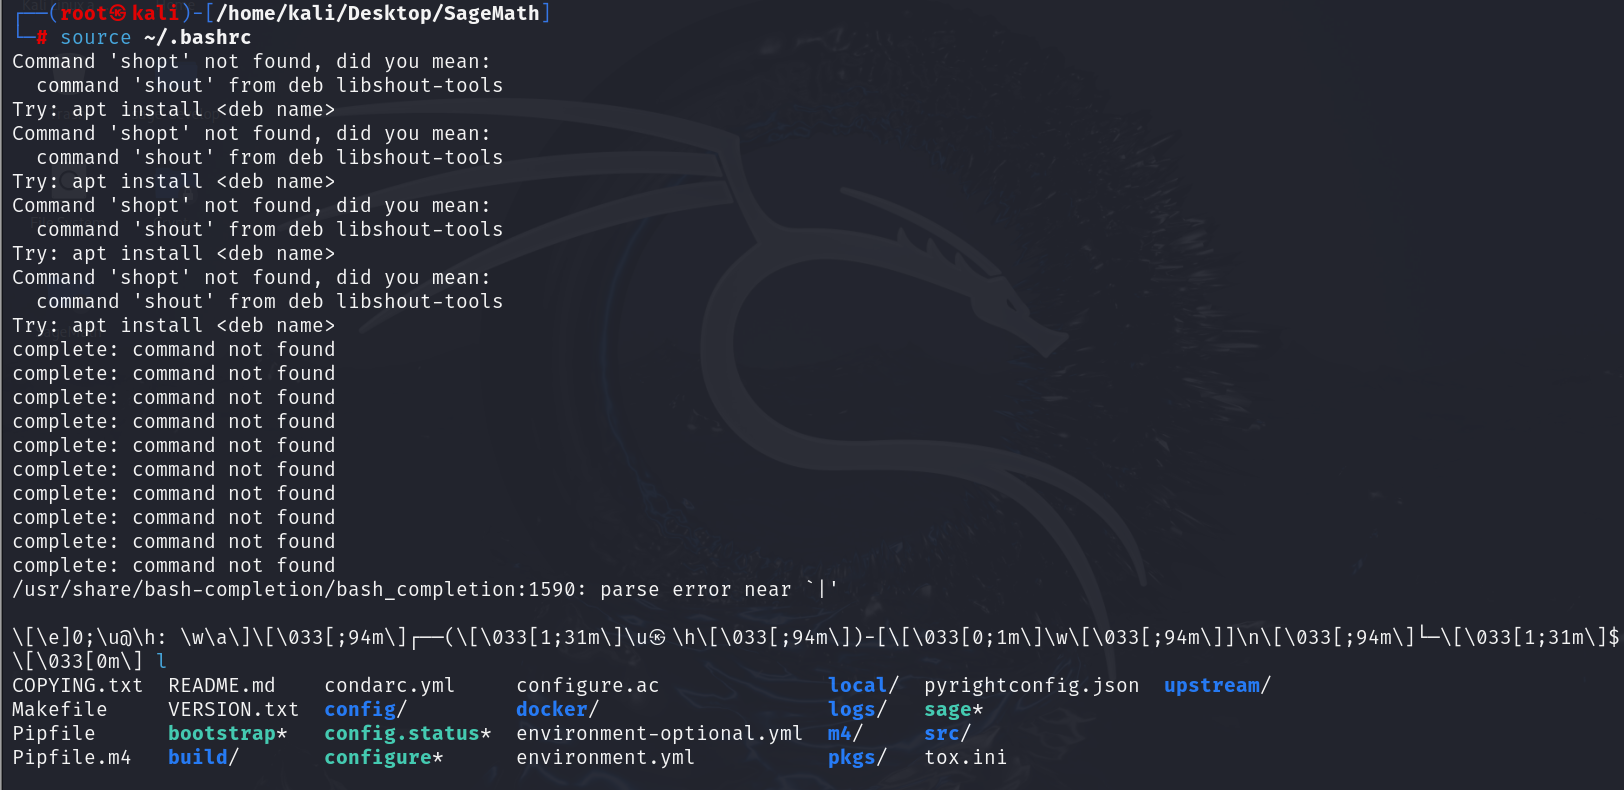 ┌──(root㉿kali)-[/home/kali/Desktop/SageMath]
└─# source ~/.bashrc
Command 'shopt' not found, did you mean:
  command 'shout' from deb libshout-tools
Try: apt install <deb name>
Command 'shopt' not found, did you mean:
  command 'shout' from deb libshout-tools
Try: apt install <deb name>
Command 'shopt' not found, did you mean:
  command 'shout' from deb libshout-tools
Try: apt install <deb name>
Command 'shopt' not found, did you mean:
  command 'shout' from deb libshout-tools
Try: apt install <deb name>
complete: command not found
complete: command not found
complete: command not found
complete: command not found
complete: command not found
complete: command not found
complete: command not found
complete: command not found
complete: command not found
complete: command not found
/usr/share/bash-completion/bash_completion:1590: parse error near `|'
\[\e]0;\u@\h: \w\a\]\[\033[;94m\]┌──(\[\033[1;31m\]\u㉿\h\[\033[;94m\])-[\[\033[0;1m\]\w\[\033[;94m\]]\n\[\033[;94m\]└─\[\033[1;31m\]$
\[\033[0m\] l
COPYING.txt  README.md    condarc.yml     configure.ac              local/  pyrightconfig.json  upstream/
Makefile     VERSION.txt  config/         docker/                   logs/   sage*
Pipfile      bootstrap*   config.status*  environment-optional.yml  m4/     src/
Pipfile.m4   build/       configure*      environment.yml           pkgs/   tox.ini